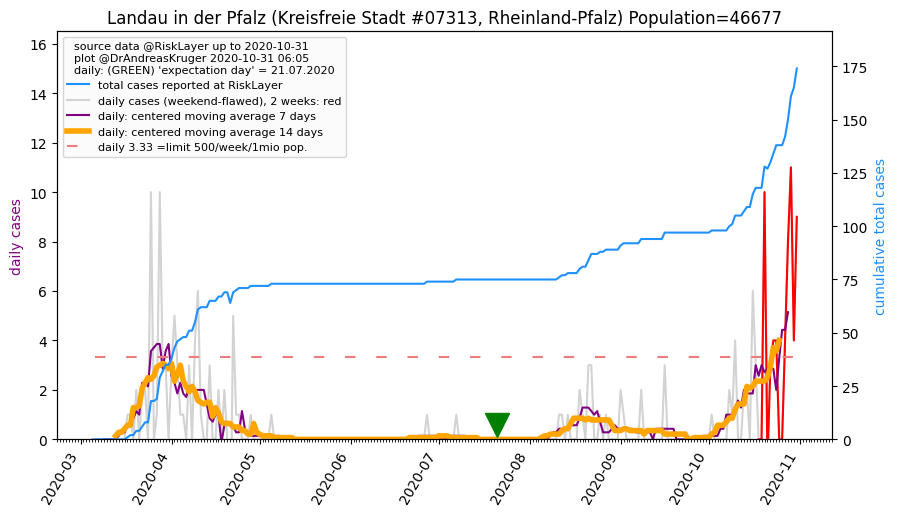 Landau in der Pfalz (Kreisfreie Stadt #07313, Rheinland-Pfalz) Population=46677
source data @RiskLayer up to 2020-10-31
plot @DrAndreasKruger 2020-10-31 06:05
daily: (GREEN) 'expectation day' = 21.07.2020
total cases reported at RiskLayer
daily cases (weekend-flawed), 2 weeks: red
daily: centered moving average 7 days
daily: centered moving average 14 days
daily 3.33 =limit 500/week/1mio pop.
daily cases
16
14
12
10
8
6
4
2
0
cumulative total cases
175
150
125
100
75
50
25
0
2020-03
2020-04
2020-05
2020-06
2020-07
2020-08
2020-09
2020-10
2020-11